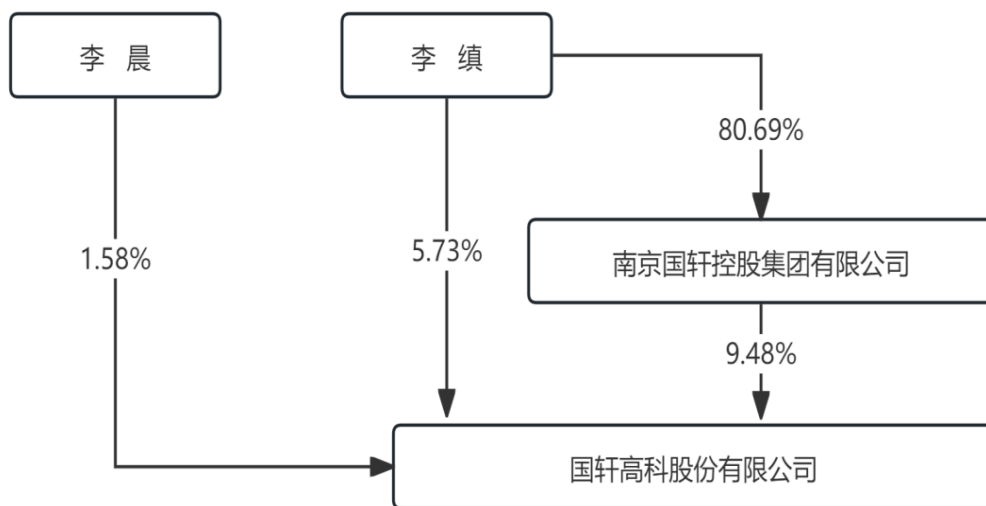 李 晨
李 缜
80.69%
1.58%
5.73%
南京国轩控股集团有限公司
9.48%
国轩高科股份有限公司